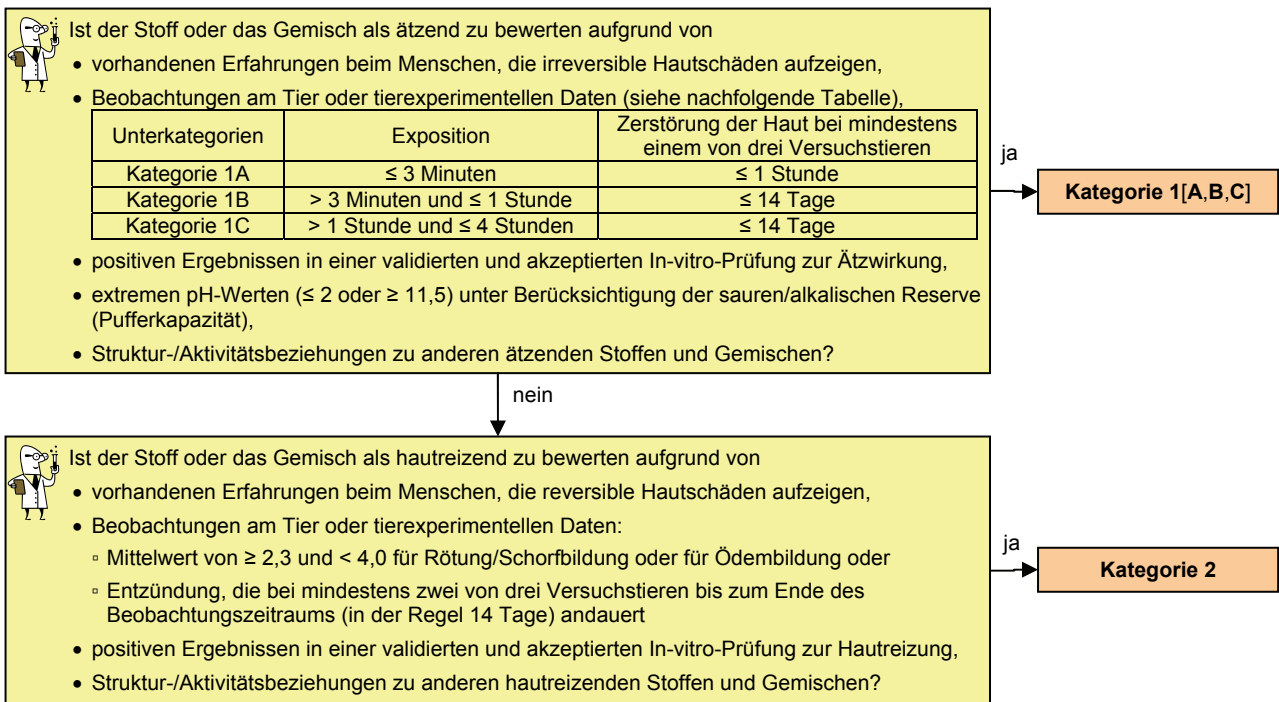 Ist der Stoff oder das Gemisch als ätzend zu bewerten aufgrund von
• vorhandenen Erfahrungen beim Menschen, die irreversible Hautschäden aufzeigen,
• Beobachtungen am Tier oder tierexperimentellen Daten (siehe nachfolgende Tabelle),
Unterkategorien Exposition Zerstörung der Haut bei mindestens
einem von drei Versuchstieren
Kategorie 1A ≤ 3 Minuten ≤ 1 Stunde
Kategorie 1B > 3 Minuten und ≤ 1 Stunde ≤ 14 Tage
Kategorie 1C > 1 Stunde und ≤ 4 Stunden ≤ 14 Tage
• positiven Ergebnissen in einer validierten und akzeptierten In-vitro-Prüfung zur Ätzwirkung,
• extremen pH-Werten (≤ 2 oder ≥ 11,5) unter Berücksichtigung der sauren/alkalischen Reserve
(Pufferkapazität),
• Struktur-/Aktivitätsbeziehungen zu anderen ätzenden Stoffen und Gemischen?
ja
Kategorie 1[A,B,C]
nein
Ist der Stoff oder das Gemisch als hautreizend zu bewerten aufgrund von
• vorhandenen Erfahrungen beim Menschen, die reversible Hautschäden aufzeigen,
• Beobachtungen am Tier oder tierexperimentellen Daten:
▫ Mittelwert von ≥ 2,3 und < 4,0 für Rötung/Schorfbildung oder für Ödembildung oder
▫ Entzündung, die bei mindestens zwei von drei Versuchstieren bis zum Ende des
Beobachtungszeitraums (in der Regel 14 Tage) andauert
• positiven Ergebnissen in einer validierten und akzeptierten In-vitro-Prüfung zur Hautreizung,
• Struktur-/Aktivitätsbeziehungen zu anderen hautreizenden Stoffen und Gemischen?
ja
Kategorie 2